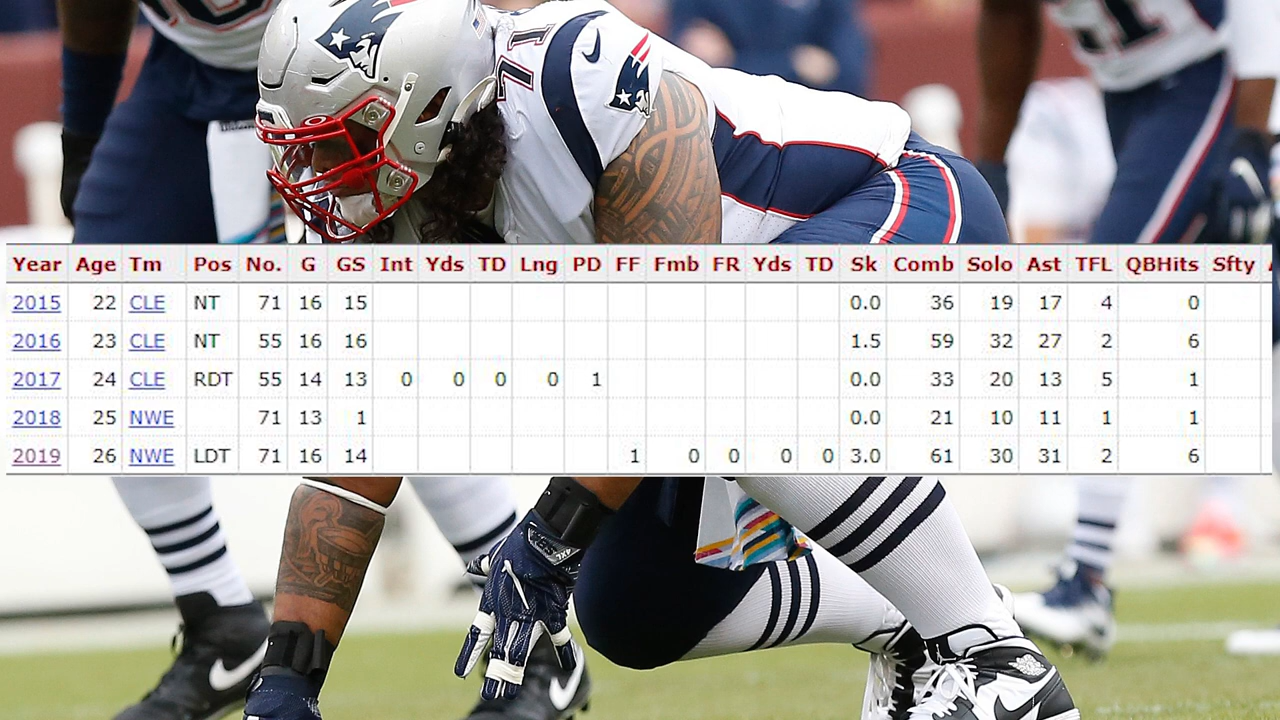 71
Year Age Tm Pos No. G GS Int Yds TD Lng PD FF Fmb FR Yds TD Sk Comb Solo Ast TFL QBHits Sfty
2015 22 CLE NT 71 16 15 0.0 36 19 17 4 0
2016 23 CLE NT 55 16 16 1.5 59 32 27 2 6
2017 24 CLE RDT 55 14 13 0 0 0 0 1 0.0 33 20 13 5 1
2018 25 NWE 71 13 1 0.0 21 10 11 1 1
2019 26 NWE LDT 71 16 14 1 0 0 0 0 3.0 61 30 31 2 6